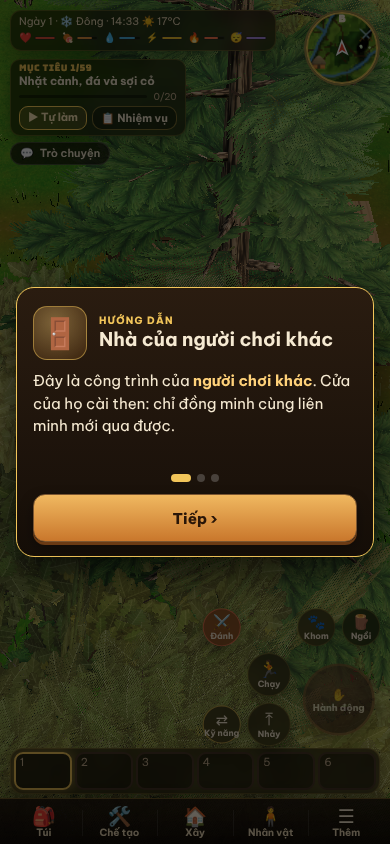 Ngày 1 · ❄️ Đông · 14:33 ☀️ 17°C
MỤC TIÊU 1/59
Nhặt cành, đá và sợi cỏ
0/20
▶ Tự làm
📋 Nhiệm vụ
💬 Trò chuyện
HƯỚNG DẪN
Nhà của người chơi khác
Đây là công trình của người chơi khác. Cửa
của họ cài then: chỉ đồng minh cùng liên
minh mới qua được.
Tiếp ›
Đánh
Kham
Ngồi
Chạy
Hành động
Kỹ năng
Nhảy
1 2 3 4 5 6
Túi
Chế tạo
Xây
Nhân vật
Thêm